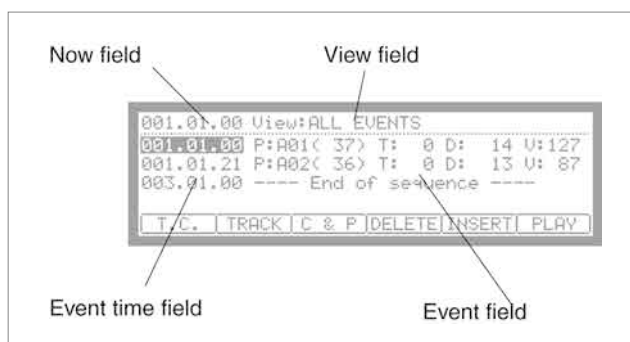 Now field
View field
001.01.00 View:ALL EVENTS
001.01.00 P:A01( 37) T: 0 D: 14 V:127
001.01.21 P:A02( 36) T: 0 D: 13 V: 87
003.01.00 ---- End of sequence ----
T.C. TRACK C & P DELETE INSERT PLAY
Event time field
Event field